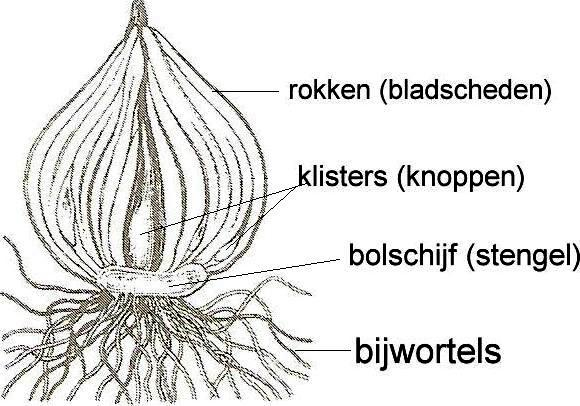 rokken (bladscheden)
klisters (knoppen)
bolschijf (stengel)
bijwortels